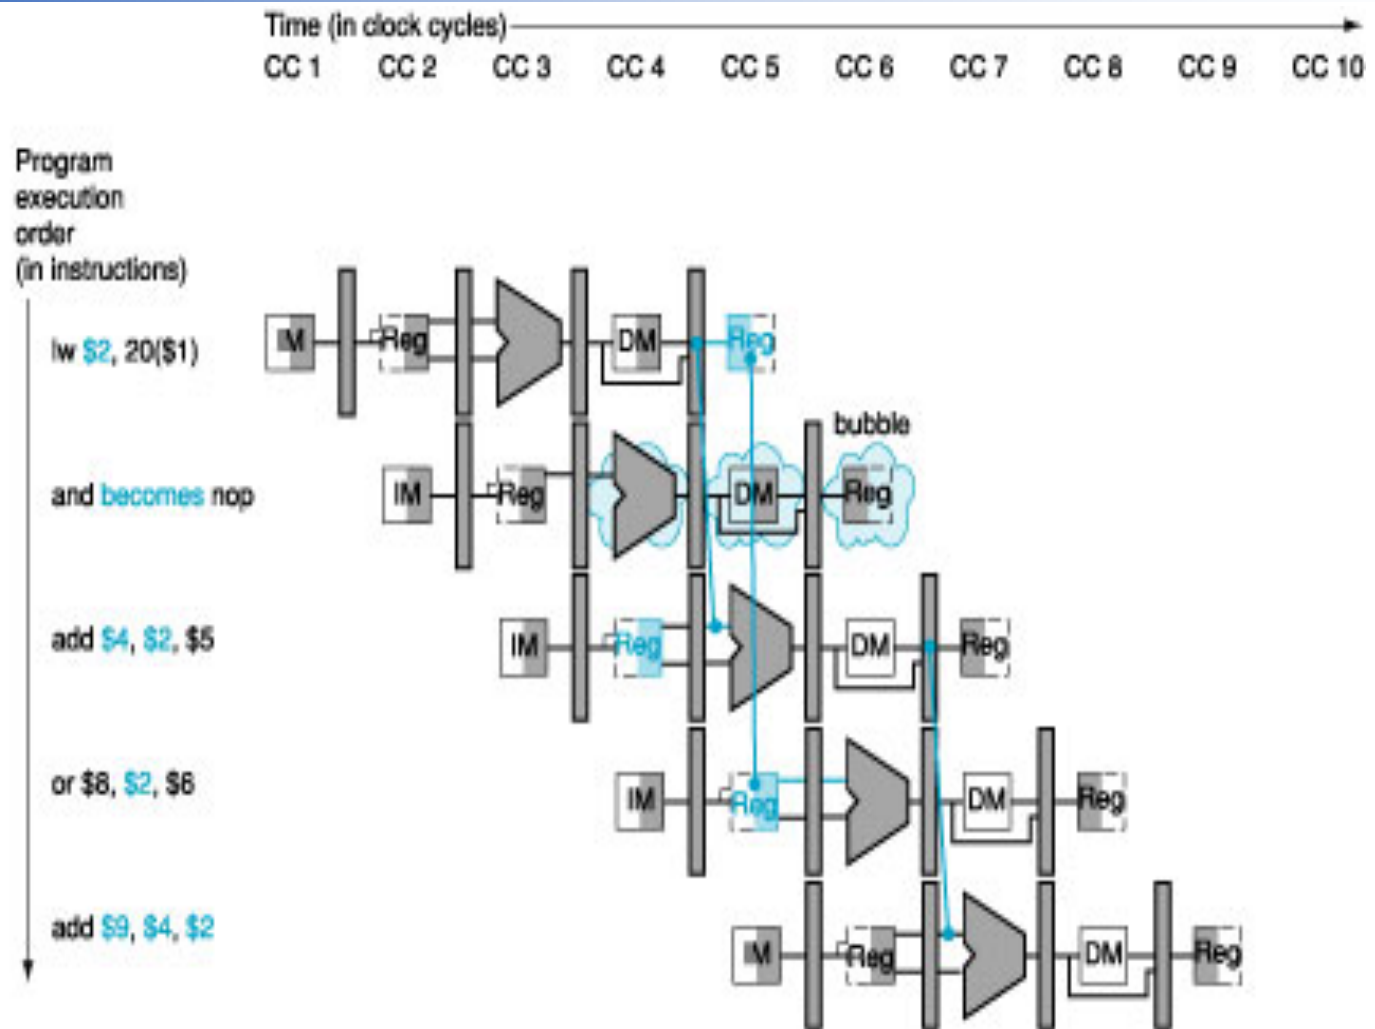 Time (in clock cycles)
CC 1 CC 2 CC 3 CC 4 CC 5 CC 6 CC 7 CC 8 CC 9 CC 10
Program
execution
order
(in instructions)
lw $2, 20($1)
IM Reg DM Reg
bubble
and becomes nop
IM Reg DM Reg
add $4, $2, $5
IM Reg DM Reg
or $8, $2, $6
IM Reg DM Reg
add $9, $4, $2
IM Reg DM Reg